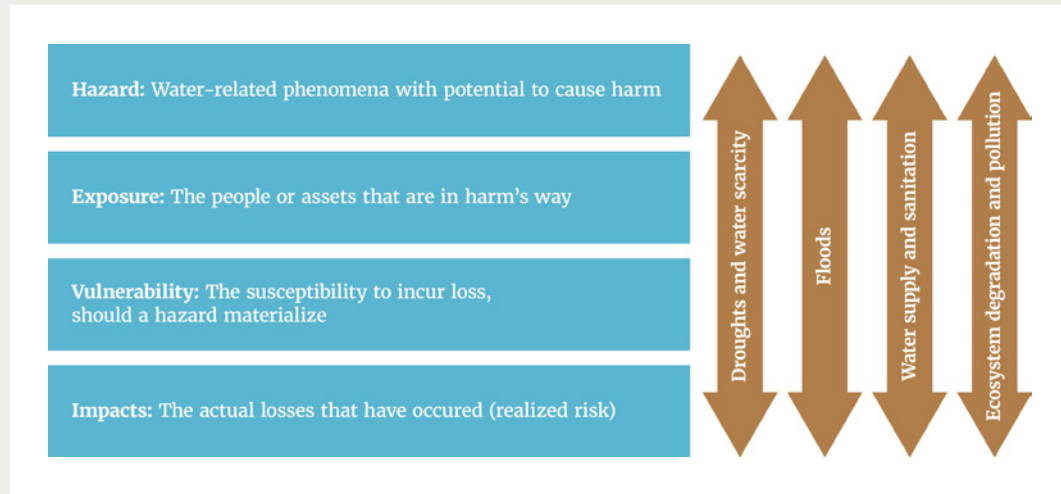 Hazard: Water-related phenomena with potential to cause harm
Exposure: The people or assets that are in harm's way
Vulnerability: The susceptibility to incur loss,
should a hazard materialize
Impacts: The actual losses that have occured (realized risk)
Droughts and water scarcity
Floods
Water supply and sanitation
Ecosystem degradation and pollution